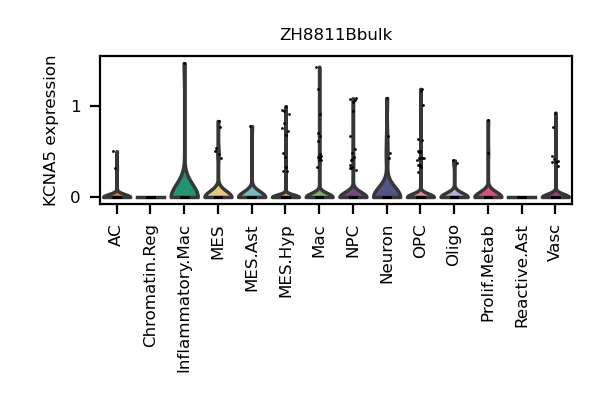 ZH8811Bbulk
KCNA5 expression
1
0
AC
Chromatin.Reg
Inflammatory.Mac
MES
MES.Ast
MES.Hyp
Mac
NPC
Neuron
OPC
Oligo
Prolif.Metab
Reactive.Ast
Vasc